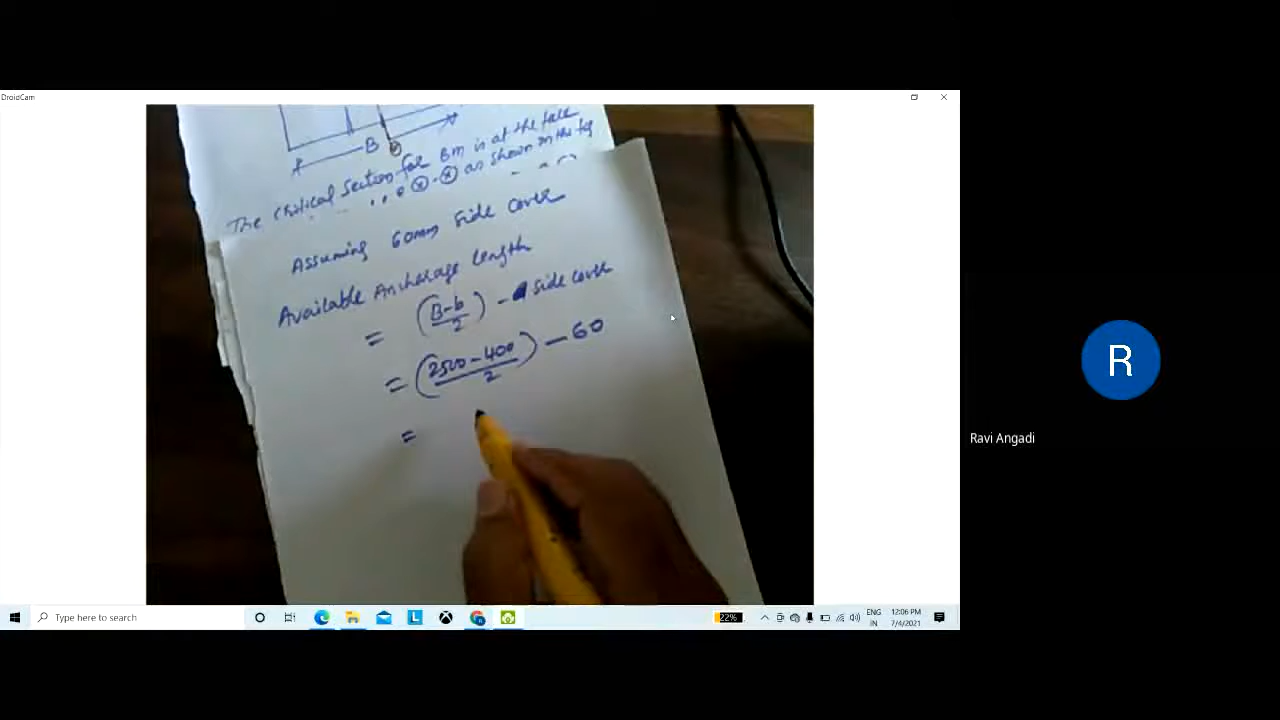 DroidCam
B
The critical section for BM is at the face
as shown in the fig
Assuming 60mm side cover
Available Anchorage length
= (B-b/2) - side cover
= (2500-400/2) - 60
=
R
Ravi Angadi
Type here to search
22%
ENG
IN
12:06 PM
7/4/2021